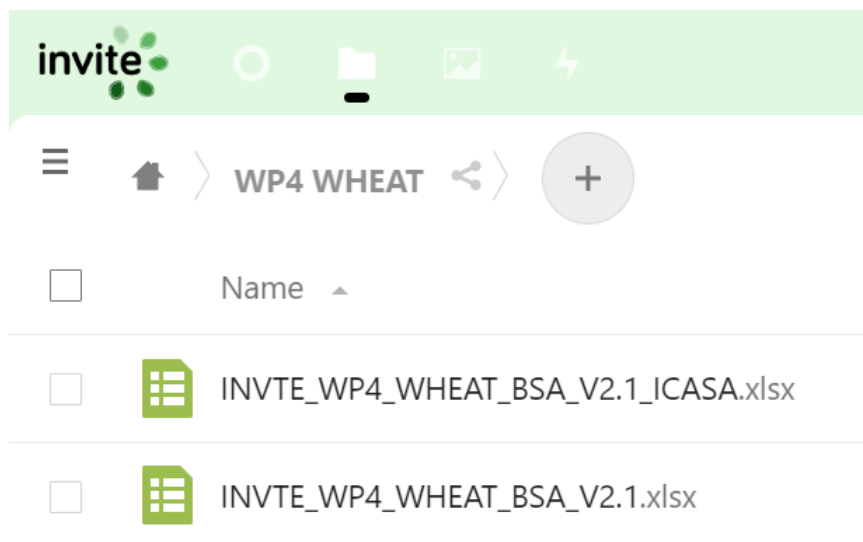 invite
WP4 WHEAT
Name
INVTE_WP4_WHEAT_BSA_V2.1_ICASA.xlsx
INVTE_WP4_WHEAT_BSA_V2.1.xlsx